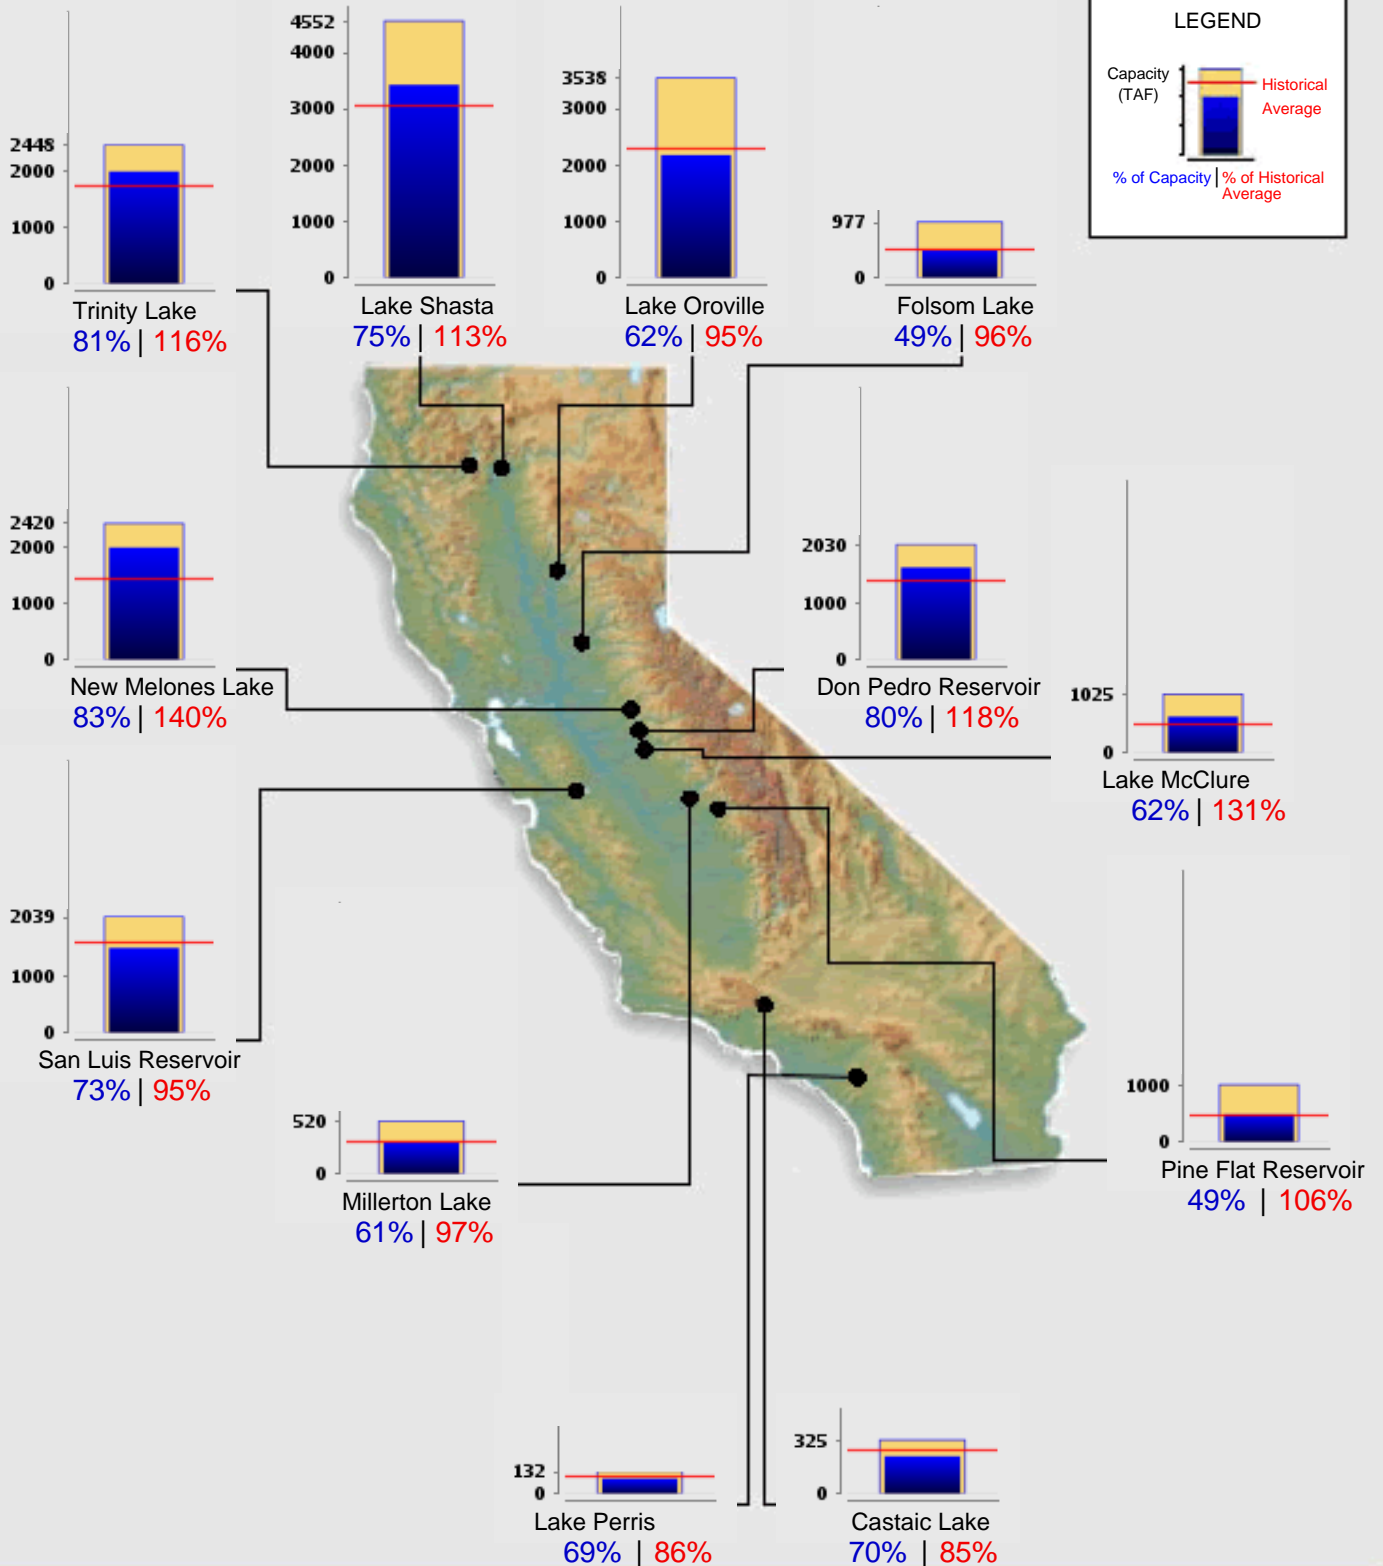 LEGEND
Capacity
(TAF)
Historical
Average
% of Capacity | % of Historical
Average
4552
4000
3000
2000
1000
0
Lake Shasta
75% | 113%
3538
3000
2000
1000
0
Lake Oroville
62% | 95%
2448
2000
1000
0
Trinity Lake
81% | 116%
977
0
Folsom Lake
49% | 96%
2420
2000
1000
0
New Melones Lake
83% | 140%
2030
1000
0
Don Pedro Reservoir
80% | 118%
1025
0
Lake McClure
62% | 131%
2039
1000
0
San Luis Reservoir
73% | 95%
520
0
Millerton Lake
61% | 97%
1000
0
Pine Flat Reservoir
49% | 106%
132
0
Lake Perris
69% | 86%
325
0
Castaic Lake
70% | 85%